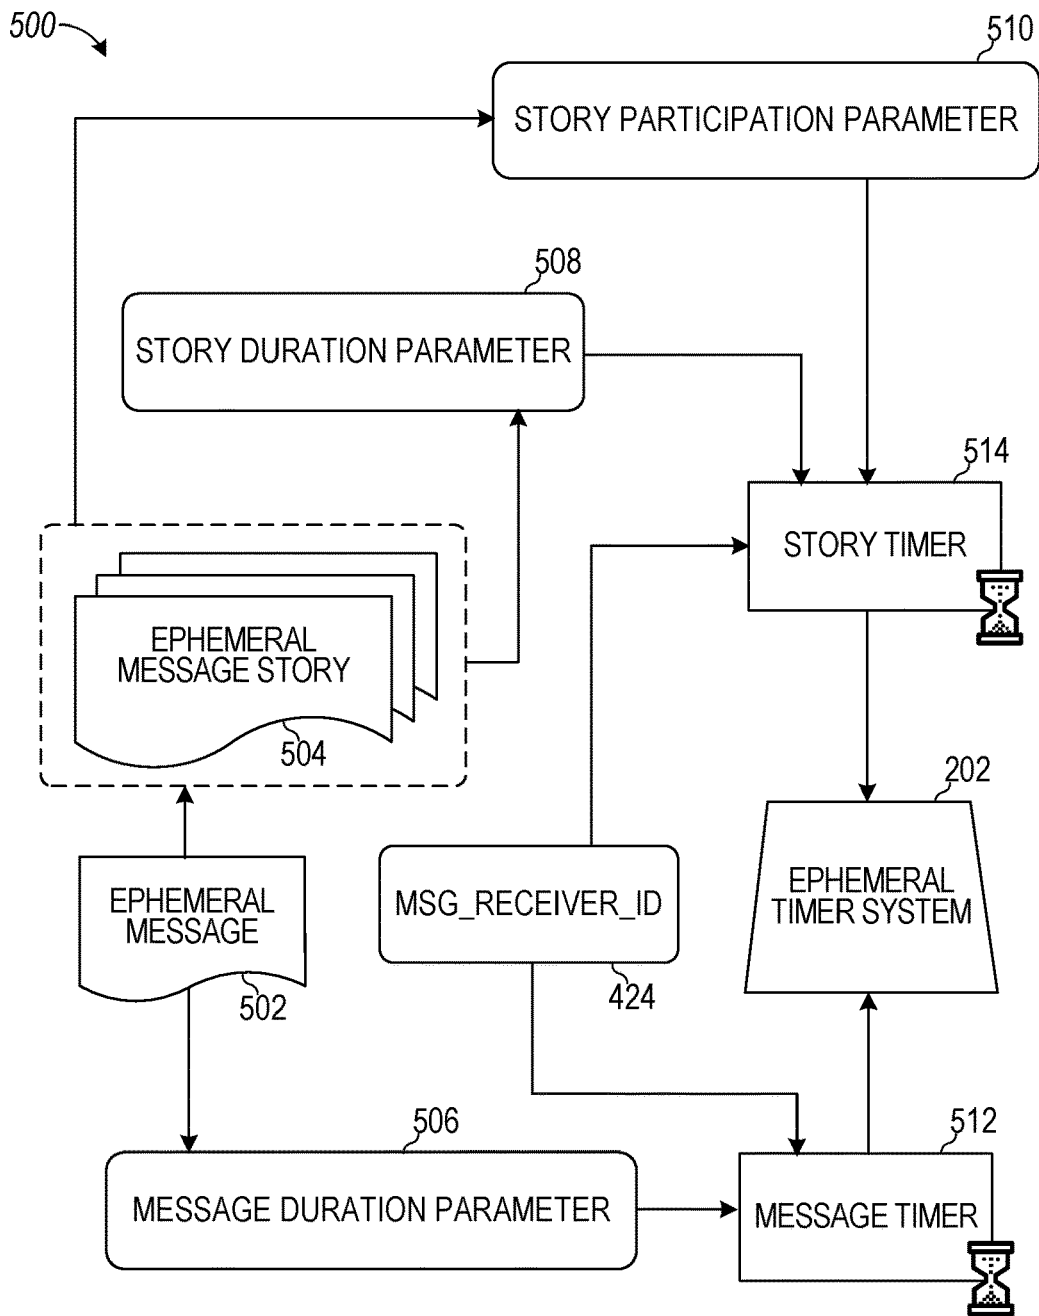 500
510
STORY PARTICIPATION PARAMETER
508
STORY DURATION PARAMETER
514
STORY TIMER
EPHEMERAL
MESSAGE STORY
504
202
EPHEMERAL
TIMER SYSTEM
EPHEMERAL
MESSAGE
502
MSG_RECEIVER_ID
424
506
MESSAGE DURATION PARAMETER
512
MESSAGE TIMER